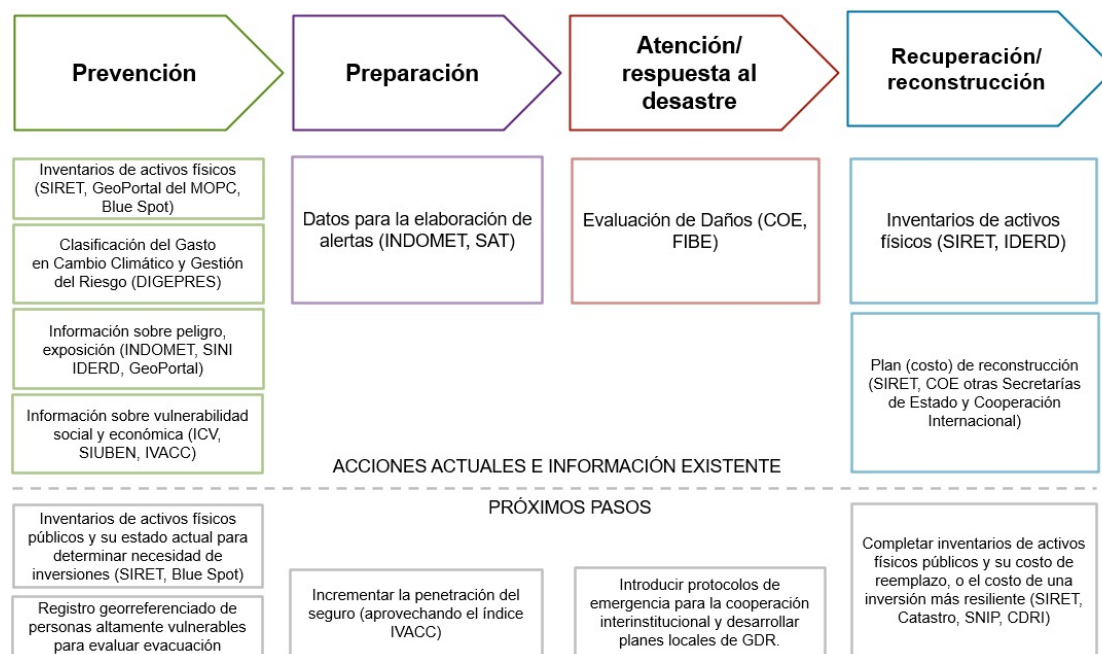 Prevención
Preparación
Atención/
respuesta al
desastre
Recuperación/
reconstrucción
Inventarios de activos físicos
(SIRET, GeoPortal del MOPC,
Blue Spot)
Clasificación del Gasto
en Cambio Climático y Gestión
del Riesgo (DIGEPRES)
Información sobre peligro,
exposición (INDOMET, SINI
IDERD, GeoPortal)
Información sobre vulnerabilidad
social y económica (ICV,
SIUBEN, IVACC)
Datos para la elaboración de
alertas (INDOMET, SAT)
Evaluación de Daños (COE,
FIBE)
Inventarios de activos
físicos (SIRET, IDERD)
Plan (costo) de reconstrucción
(SIRET, COE otras Secretarías
de Estado y Cooperación
Internacional)
ACCIONES ACTUALES E INFORMACIÓN EXISTENTE
PRÓXIMOS PASOS
Inventarios de activos físicos
públicos y su estado actual para
determinar necesidad de
inversiones (SIRET, Blue Spot)
Registro georreferenciado de
personas altamente vulnerables
para evaluar evacuación
Incrementar la penetración del
seguro (aprovechando el índice
IVACC)
Introducir protocolos de
emergencia para la cooperación
interinstitucional y desarrollar
planes locales de GDR.
Completar inventarios de activos
físicos públicos y su costo de
reemplazo, o el costo de una
inversión más resiliente (SIRET,
Catastro, SNIP, CDRI)